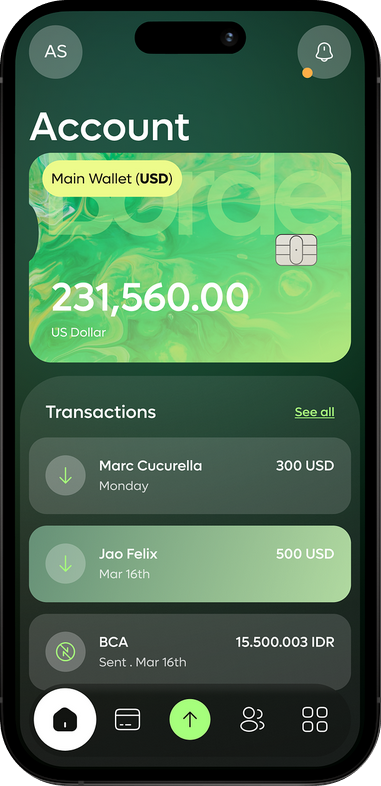 AS
Account
Border
Main Wallet (USD)
231,560.00
US Dollar
Transactions
See all
Marc Cucurella
300 USD
Monday
Jao Felix
500 USD
Mar 16th
BCA
15.500.003 IDR
Sent . Mar 16th